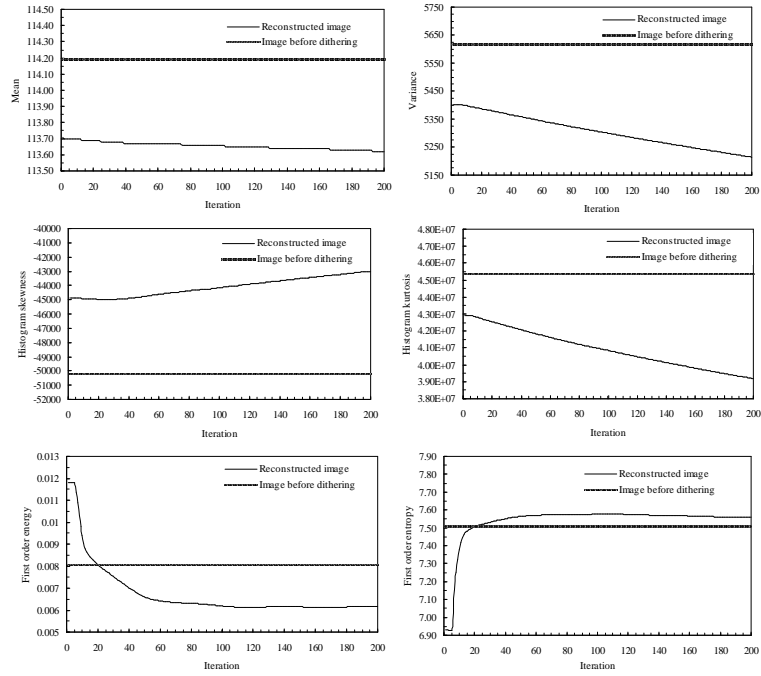 114.50
114.40
114.30
114.20
114.10
114.00
113.90
113.80
113.70
113.60
113.50
Mean
Reconstructed image
Image before dithering
0 20 40 60 80 100 120 140 160 180 200
Iteration
5750
5650
5550
5450
5350
5250
5150
Variance
Reconstructed image
Image before dithering
0 20 40 60 80 100 120 140 160 180 200
Iteration
-40000
-41000
-42000
-43000
-44000
-45000
-46000
-47000
-48000
-49000
-50000
-51000
-52000
Histogram skewness
Reconstructed image
Image before dithering
0 20 40 60 80 100 120 140 160 180 200
Iteration
4.80E+07
4.70E+07
4.60E+07
4.50E+07
4.40E+07
4.30E+07
4.20E+07
4.10E+07
4.00E+07
3.90E+07
3.80E+07
Histogram kurtosis
Reconstructed image
Image before dithering
0 20 40 60 80 100 120 140 160 180 200
Iteration
0.013
0.012
0.011
0.01
0.009
0.008
0.007
0.006
0.005
First order energy
Reconstructed image
Image before dithering
0 20 40 60 80 100 120 140 160 180 200
Iteration
7.90
7.80
7.70
7.60
7.50
7.40
7.30
7.20
7.10
7.00
6.90
First order entropy
Reconstructed image
Image before dithering
0 20 40 60 80 100 120 140 160 180 200
Iteration